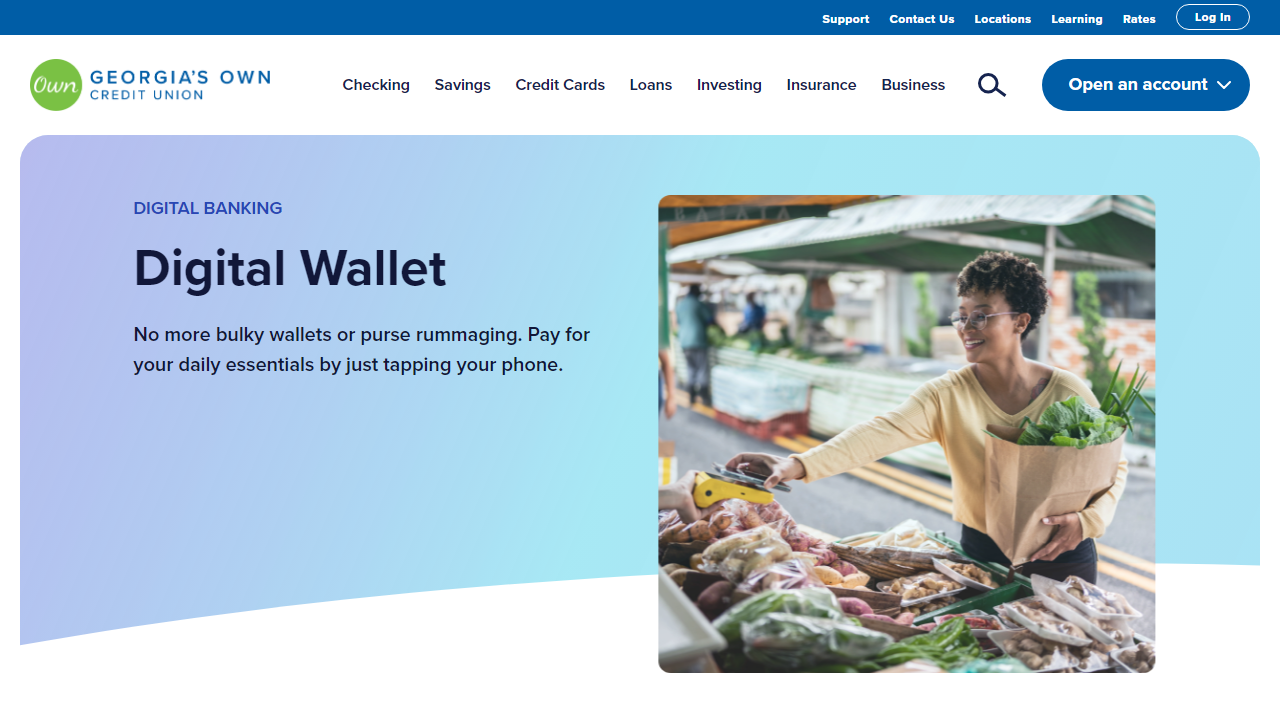 Support Contact Us Locations Learning Rates Log In
Own GEORGIA'S OWN
CREDIT UNION
Checking Savings Credit Cards Loans Investing Insurance Business Open an account
DIGITAL BANKING
Digital Wallet
No more bulky wallets or purse rummaging. Pay for
your daily essentials by just tapping your phone.
BATATA